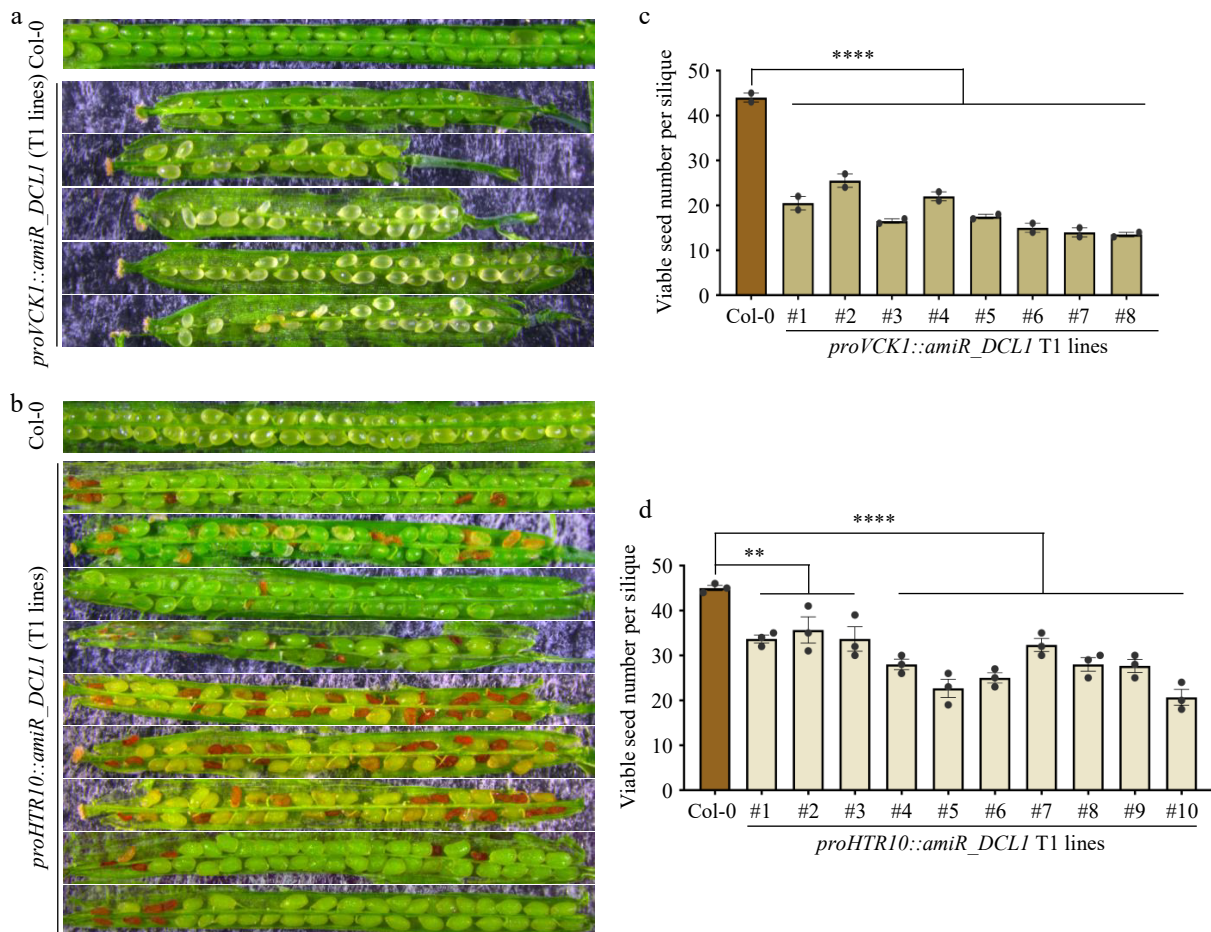 a
Col-0
proVCK1::amiR_DCL1 (T1 lines)
b
Col-0
proHTR10::amiR_DCL1 (T1 lines)
c
Viable seed number per silique
50
40
30
20
10
0
****
Col-0 #1 #2 #3 #4 #5 #6 #7 #8
proVCK1::amiR_DCL1 T1 lines
d
Viable seed number per silique
50
40
30
20
10
0
****
**
Col-0 #1 #2 #3 #4 #5 #6 #7 #8 #9 #10
proHTR10::amiR_DCL1 T1 lines